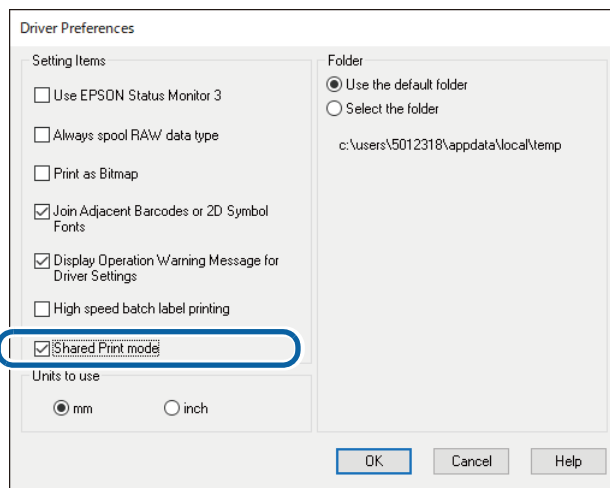 Driver Preferences
Setting Items
Use EPSON Status Monitor 3
Always spool RAW data type
Print as Bitmap
Join Adjacent Barcodes or 2D Symbol
Fonts
Display Operation Warning Message for
Driver Settings
High speed batch label printing
Shared Print mode
Units to use
mm
inch
Folder
Use the default folder
Select the folder
c:\users\5012318\appdata\local\temp
OK
Cancel
Help